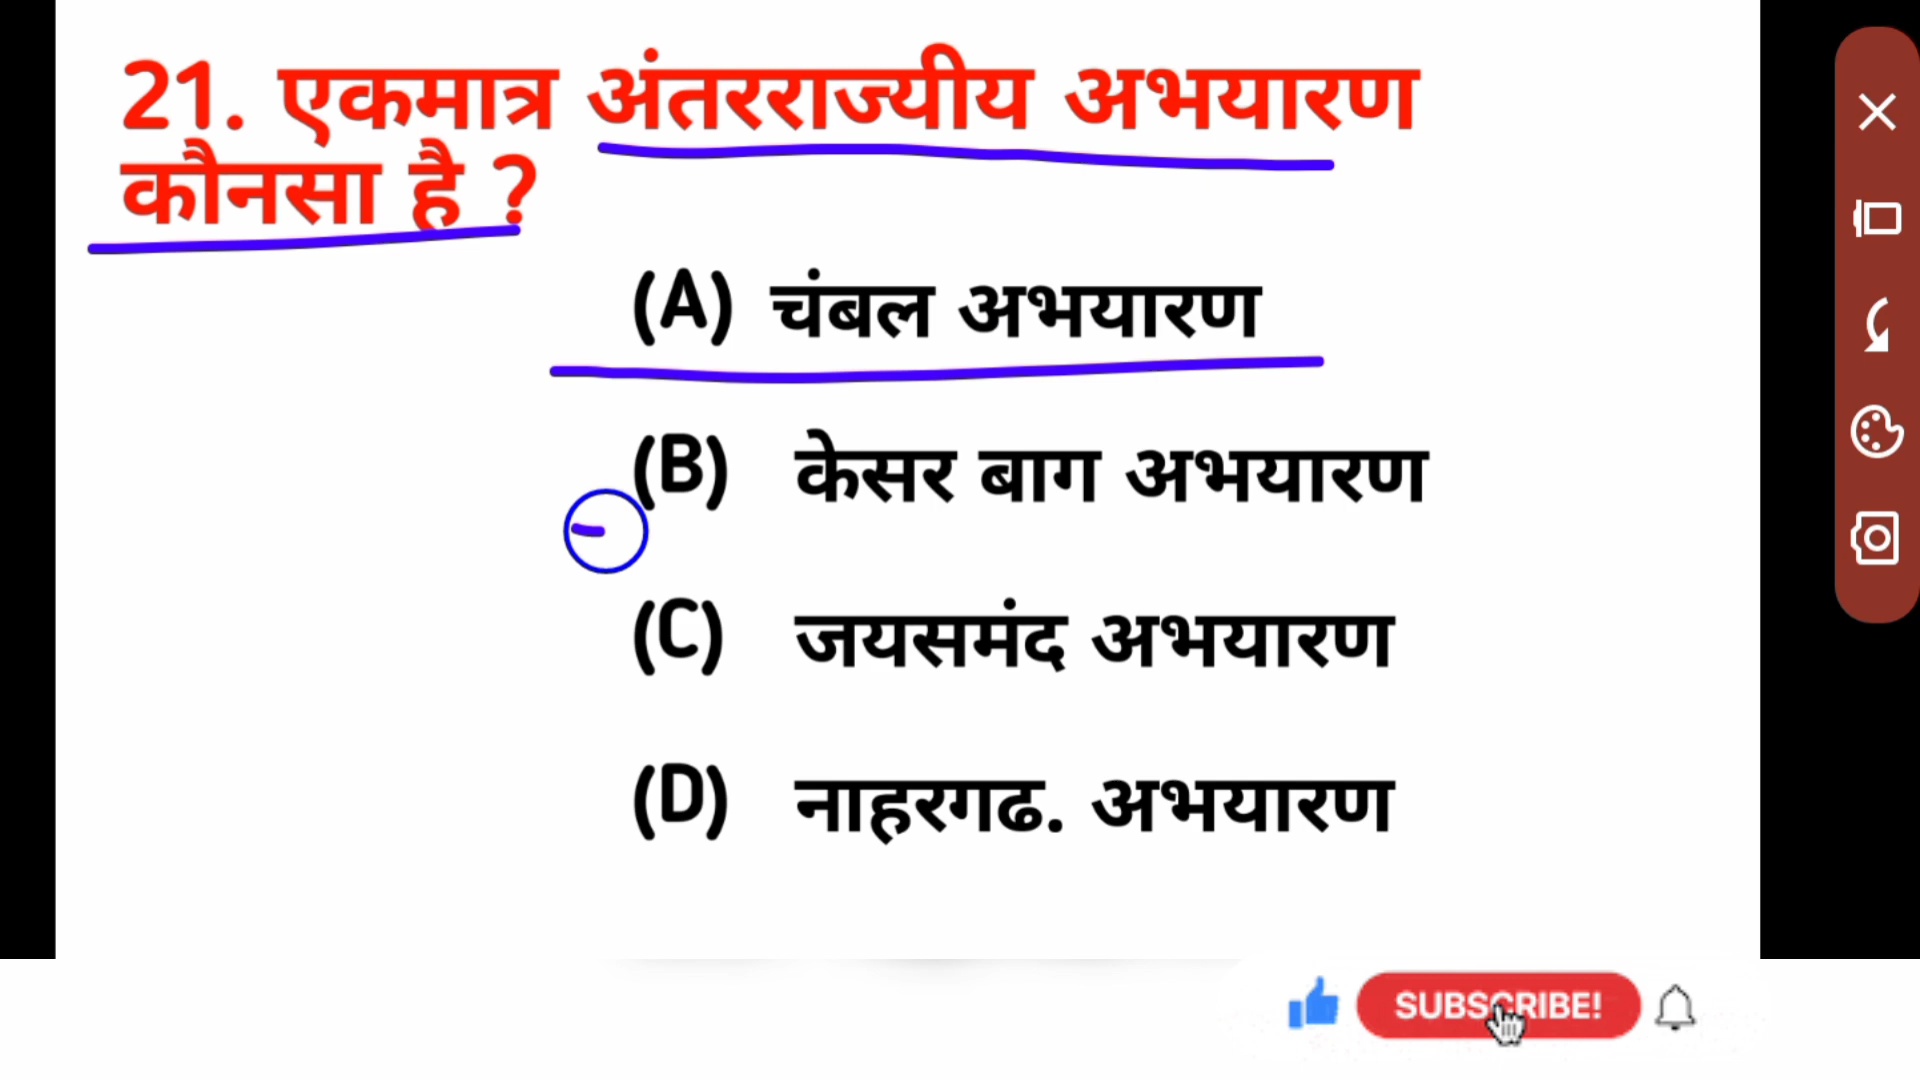 21. एकमात्र अंतरराज्यीय अभयारण
कौनसा है ?
(A) चंबल अभयारण
(B) केसर बाग अभयारण
(C) जयसमंद अभयारण
(D) नाहरगढ. अभयारण
SUBSCRIBE!